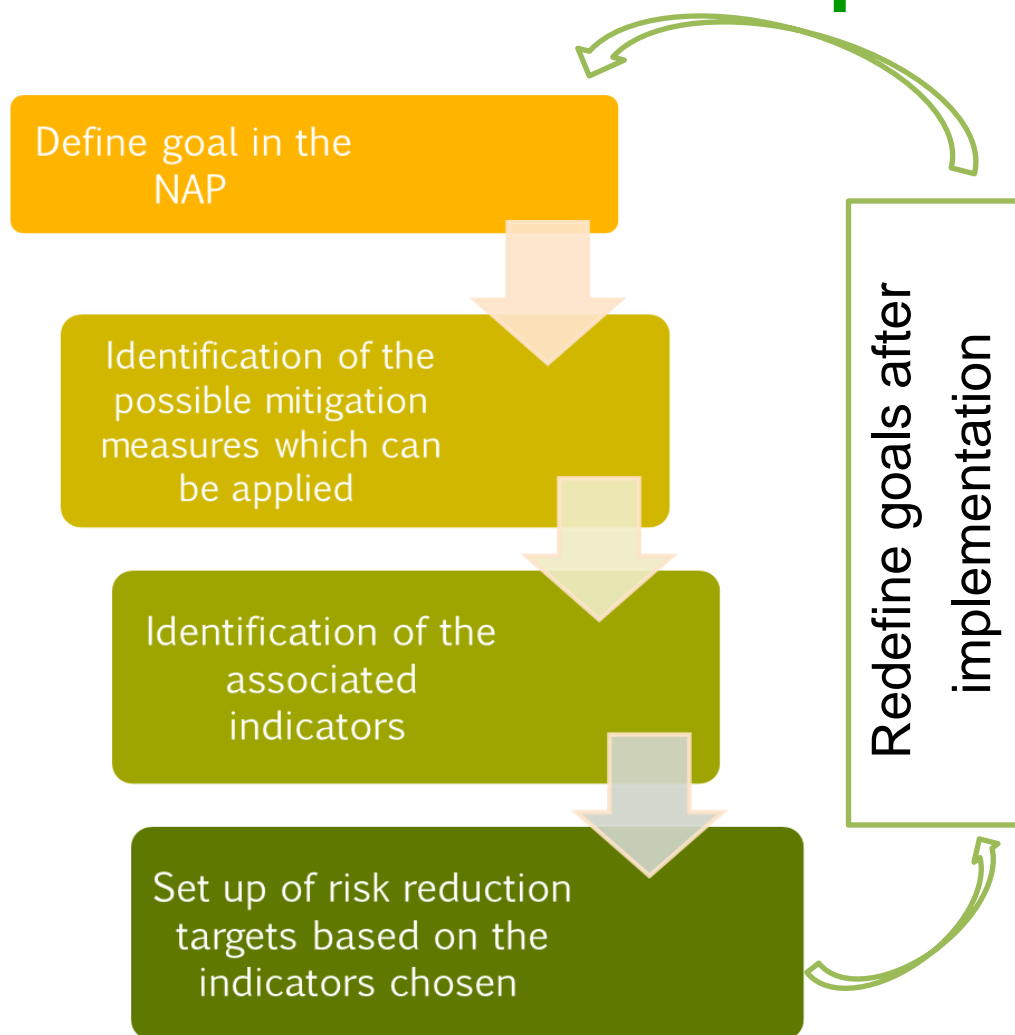 Define goal in the
NAP
Identification of the
possible mitigation
measures which can
be applied
Identification of the
associated
indicators
Set up of risk reduction
targets based on the
indicators chosen
Redefine goals after
implementation